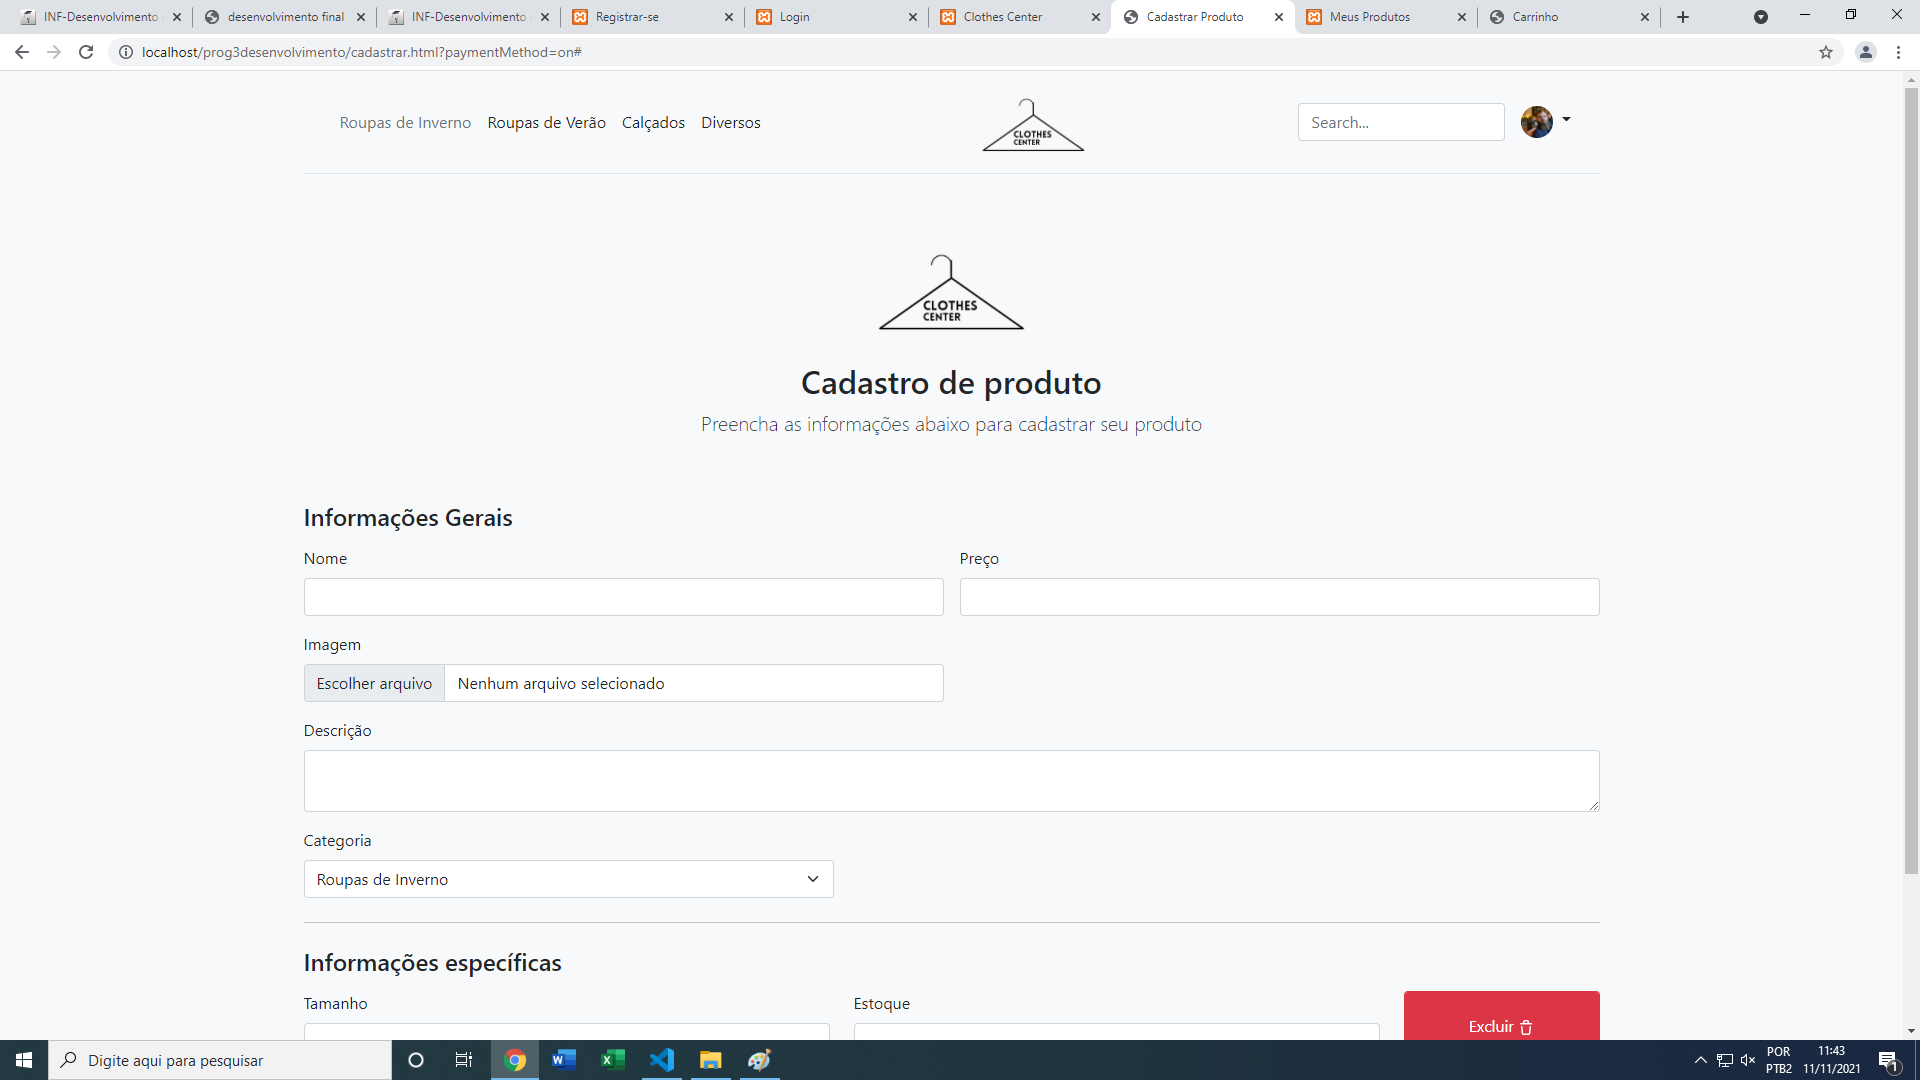 INF-Desenvolvimento
desenvolvimento final
INF-Desenvolvimento
Registrar-se
Login
Clothes Center
Cadastrar Produto
Meus Produtos
Carrinho
localhost/prog3desenvolvimento/cadastrar.html?paymentMethod=on#
Roupas de Inverno Roupas de Verão Calçados Diversos
CLOTHES
CENTER
Search...
CLOTHES
CENTER
Cadastro de produto
Preencha as informações abaixo para cadastrar seu produto
Informações Gerais
Nome
Preço
Imagem
Escolher arquivo Nenhum arquivo selecionado
Descrição
Categoria
Roupas de Inverno
Informações específicas
Tamanho
Estoque
Excluir
Digite aqui para pesquisar
POR
PTB2
11:43
11/11/2021
1